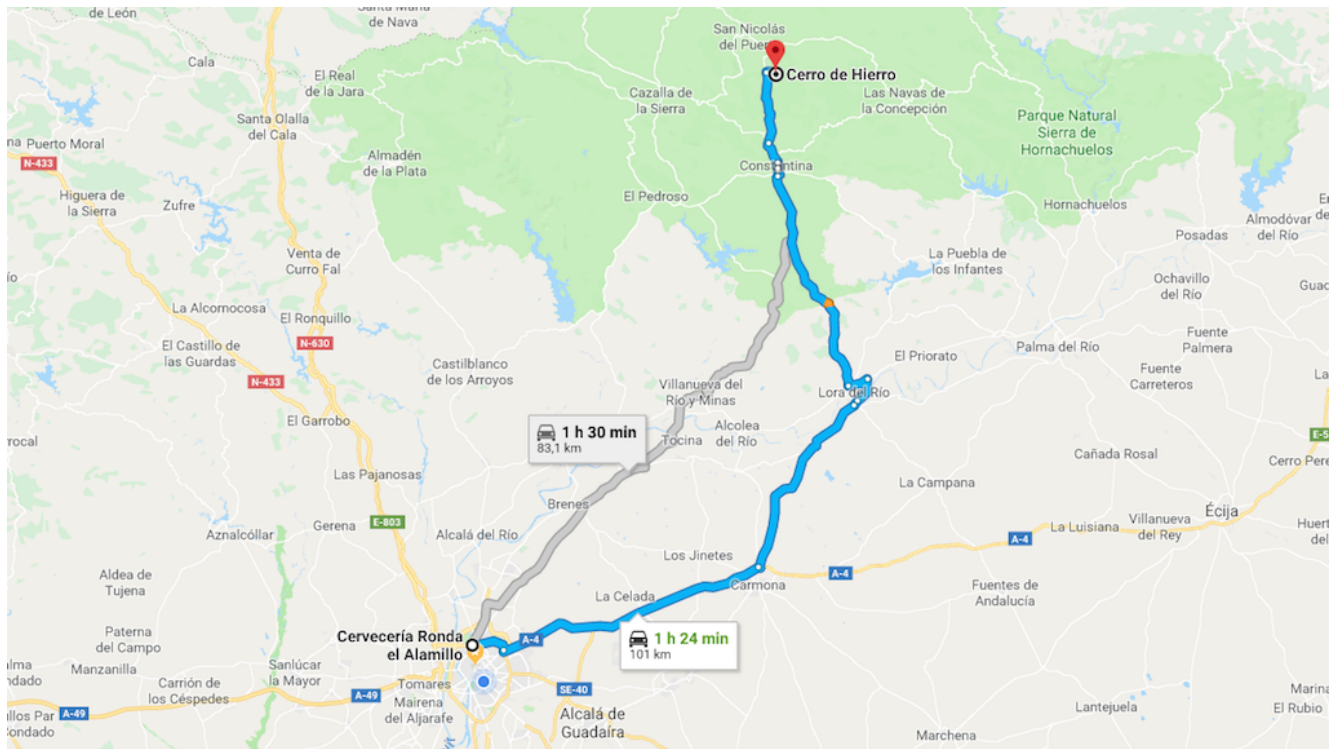 de León
Santa María
de Nava
San Nicolás
del Pue
Cala
El Real
de la Jara
Cerro de Hierro
Cazalla de
la Sierra
Las Navas de
la Concepción
Santa Olalla
del Cala
Parque Natural
Sierra de
Hornachuelos
Puerto Moral
N-433
Almadén
de la Plata
Constantina
Higuera de
la Sierra
Zufre
El Pedroso
Hornachuelos
Almodóvar
del Río
Posadas
Venta de
Curro Fal
La Puebla de
los Infantes
Ochavillo
del Río
La Alcornocosa
El Ronquillo
N-630
El Castillo de
las Guardas
Castilblanco
de los Arroyos
El Priorato
Palma del Río
Fuente
Palmera
N-433
Villanueva del
Río y Minas
Lora del Río
Fuente
Carreteros
El Garrobo
1 h 30 min
83,1 km
Tocina
Alcolea
del Río
E-5
Cañada Rosal
Cerro Pere
Las Pajanosas
La Campana
Brenes
Écija
E-803
Gerena
Aznalcóllar
Alcalá del Río
La Luisiana
Villanueva
del Rey
A-4
Los Jinetes
A-4
Carmona
Aldea de
Tujena
La Celada
Fuentes de
Andalucía
Cervecería Ronda
el Alamillo
A-4
1 h 24 min
101 km
Paterna
del Campo
Manzanilla
Sanlúcar
la Mayor
Carrión de
los Céspedes
Tomares
A-49
SE-40
Mairena
del Aljarafe
A-49
Alcalá de
Guadaíra
Marchena
Lantejuela
El Rubio